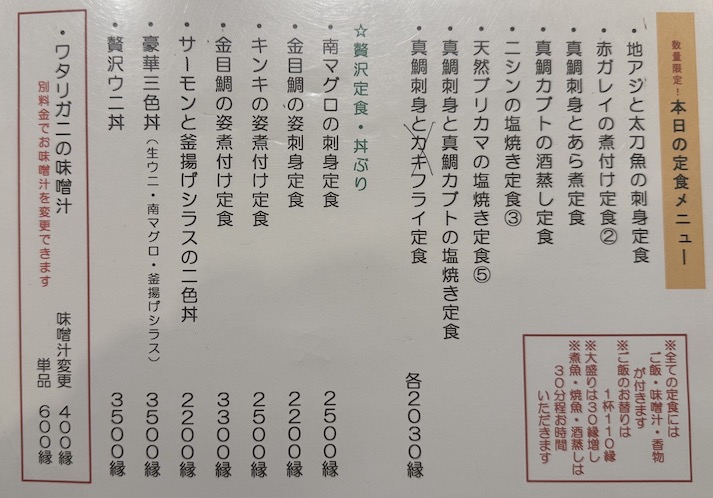 数量限定！本日の定食メニュー
※全ての定食には
ご飯・味噌汁・香物
が付きます
※ご飯のお替りは
1杯110縁
※大盛りは30縁増し
※煮魚・焼魚・酒蒸しは
30分程お時間
いただきます
・地アジと太刀魚の刺身定食
・赤ガレイの煮付け定食②
・真鯛刺身とあら煮定食
・真鯛カブトの酒蒸し定食
・ニシンの塩焼き定食③
・天然ブリカマの塩焼き定食⑤
・真鯛刺身と真鯛カブトの塩焼き定食
・真鯛刺身とカキフライ定食 各2030縁
☆贅沢定食・丼ぶり
・南マグロの刺身定食 2500縁
・金目鯛の姿刺身定食 2200縁
・キンキの姿煮付け定食 2500縁
・金目鯛の姿煮付け定食 3300縁
・サーモンと釜揚げシラスの二色丼 2200縁
・豪華三色丼（生ウニ・南マグロ・釜揚げシラス） 3500縁
・贅沢ウニ丼 3500縁
・ワタリガニの味噌汁 味噌汁変更 400縁
別料金でお味噌汁を変更できます 単品 600縁